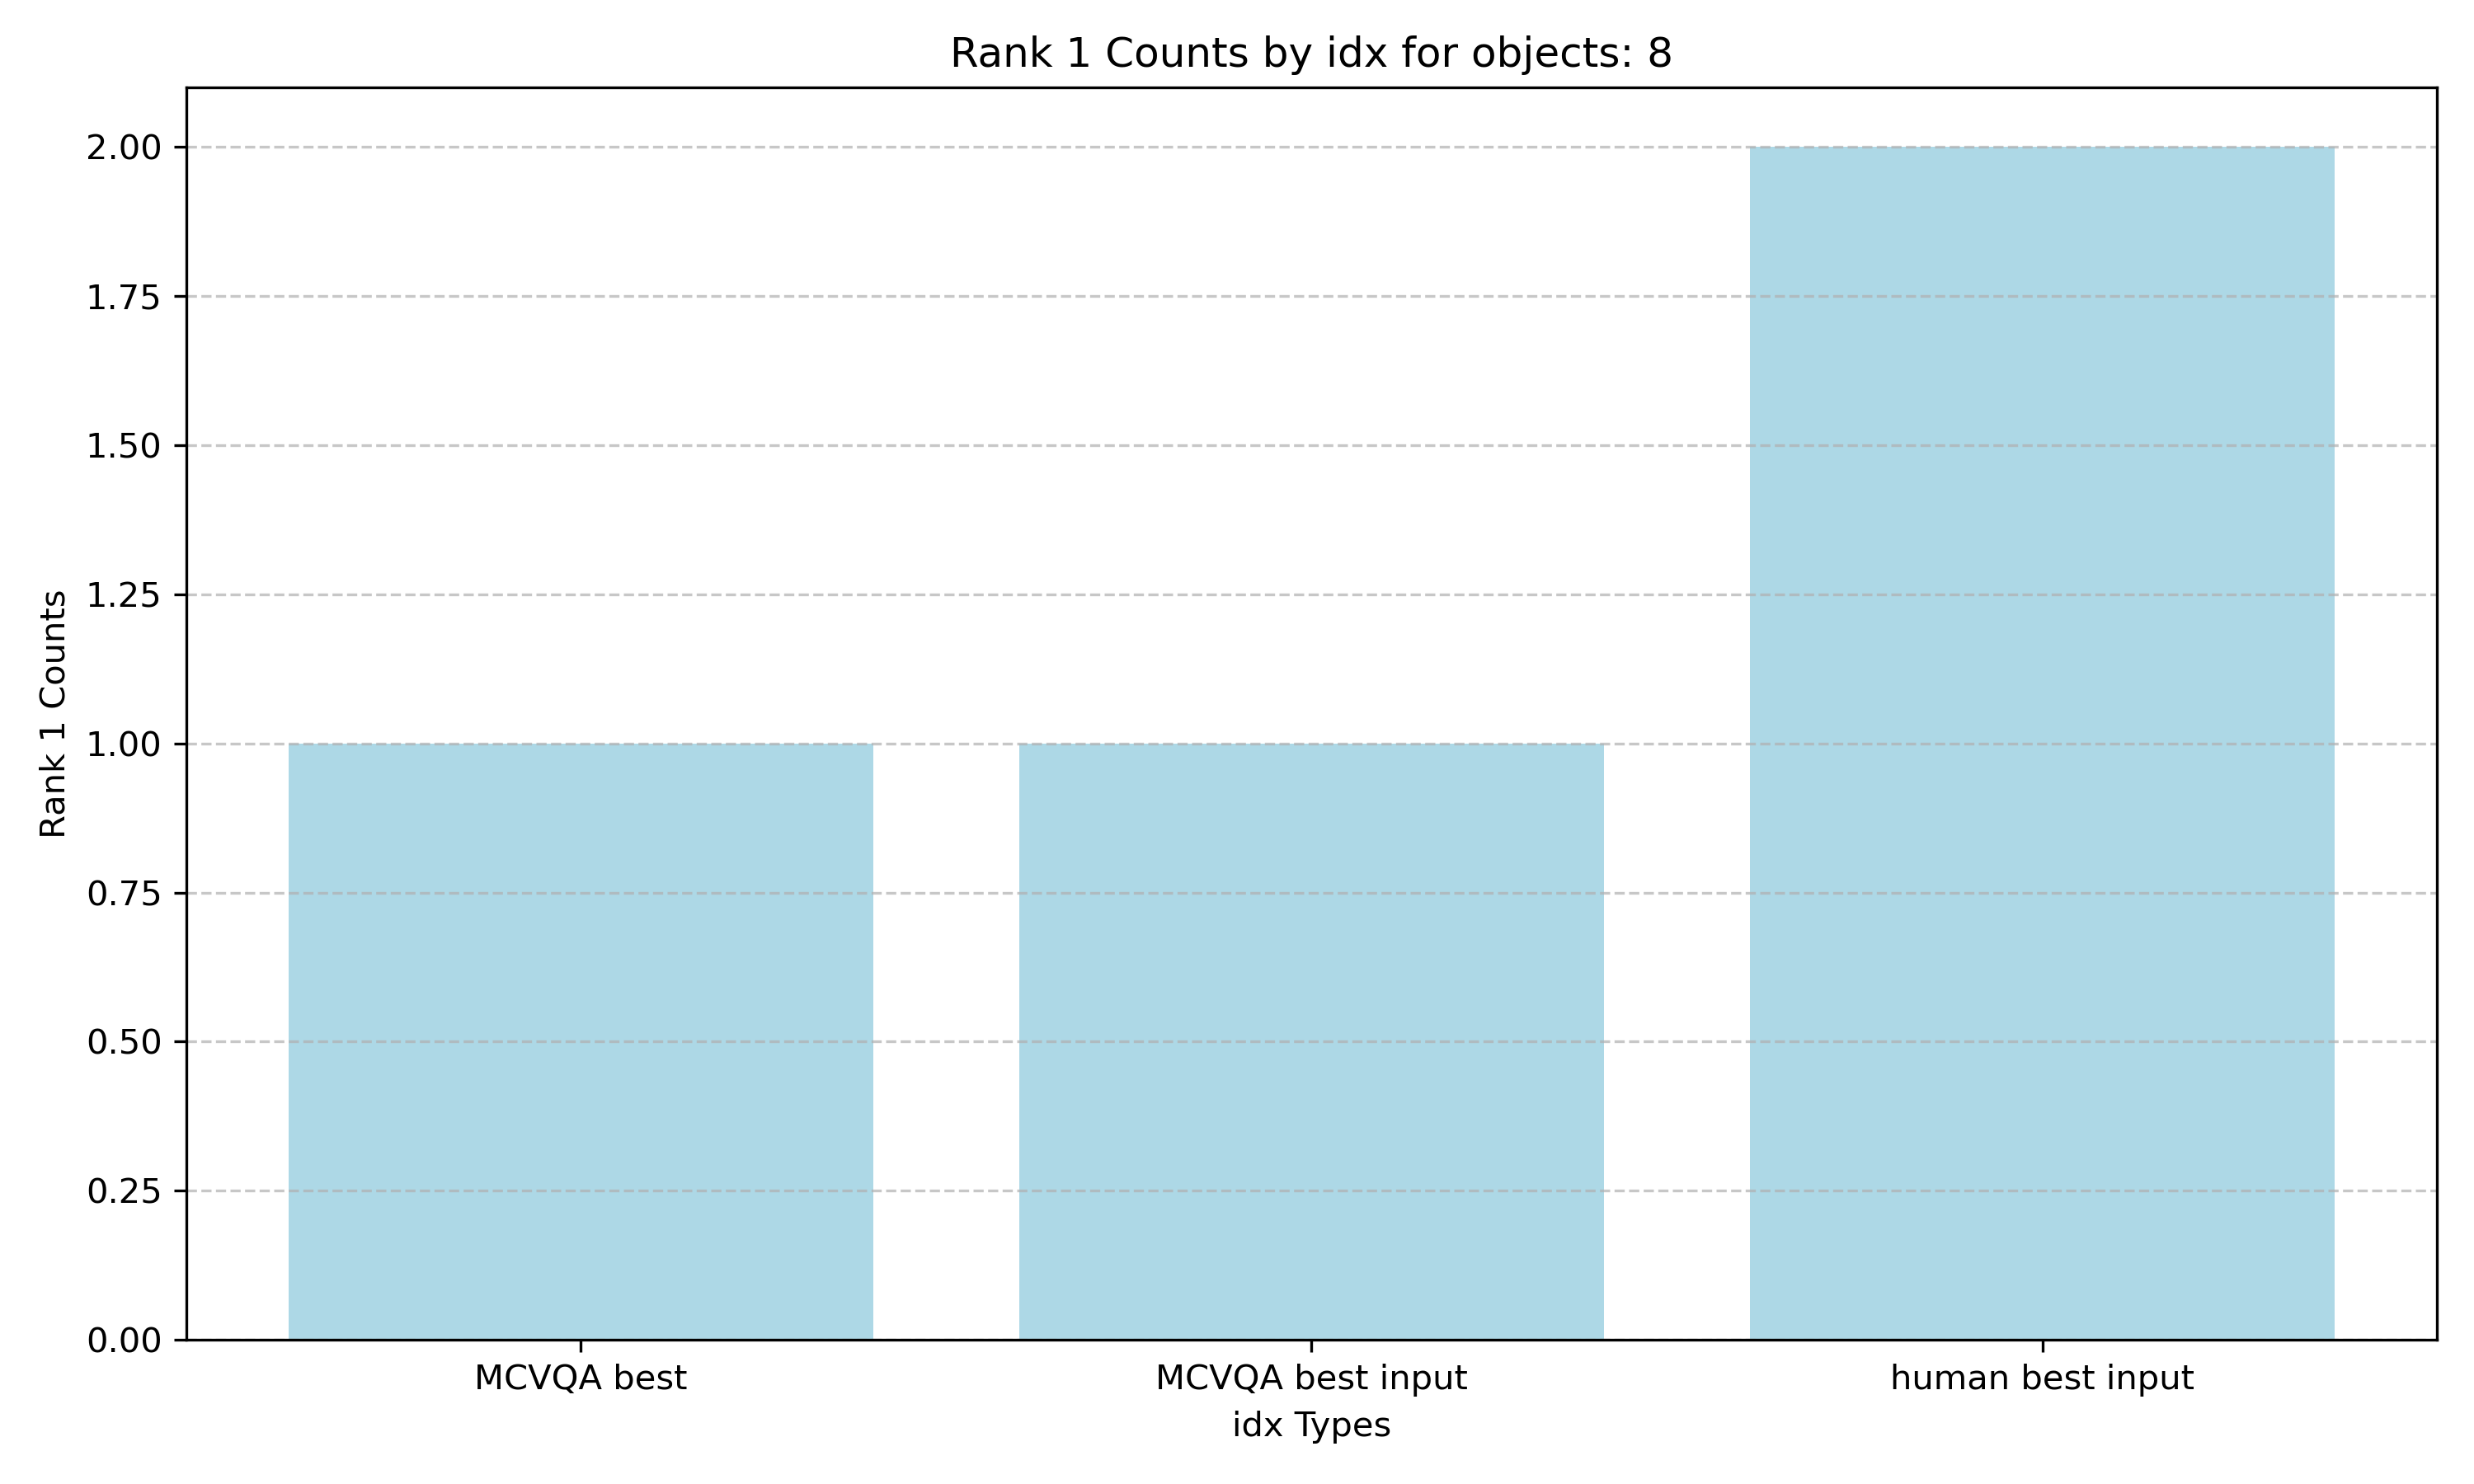 Rank 1 Counts by idx for objects: 8
Rank 1 Counts
2.00
1.75
1.50
1.25
1.00
0.75
0.50
0.25
0.00
MCVQA best
MCVQA best input
human best input
idx Types